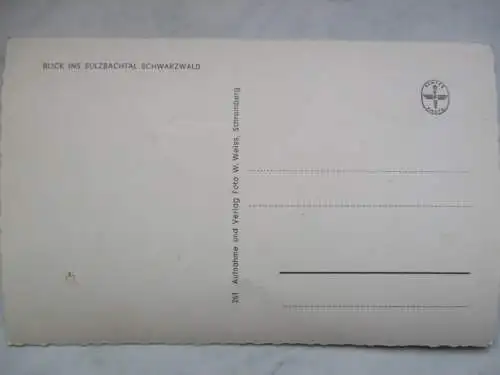 BLICK INS SULZBACHTAL SCHWARZWALD
261 Aufnahme und Verlag Foto W. Weiss, Schramberg